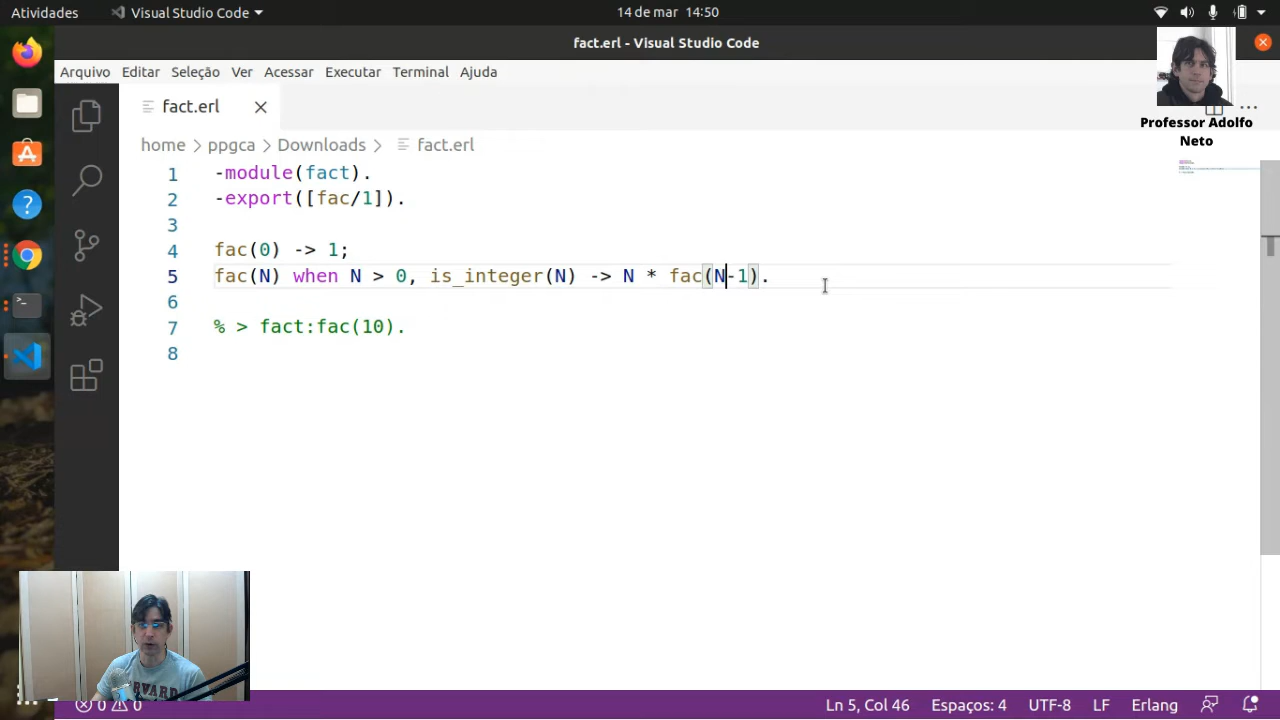 Atividades Visual Studio Code 14 de mar 14:50
fact.erl - Visual Studio Code
Arquivo Editar Seleção Ver Acessar Executar Terminal Ajuda
fact.erl
Professor Adolfo
Neto
home > ppgca > Downloads > fact.erl
1 -module(fact).
2 -export([fac/1]).
3
4 fac(0) -> 1;
5 fac(N) when N > 0, is_integer(N) -> N * fac(N-1).
6
7 % > fact:fac(10).
8
HARVARD
0 0 Ln 5, Col 46 Espaços: 4 UTF-8 LF Erlang